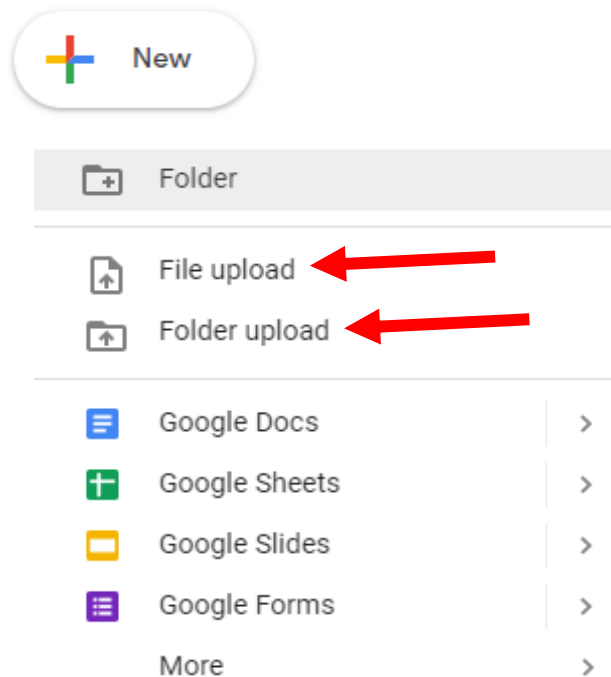 New
Folder
File upload
Folder upload
Google Docs
Google Sheets
Google Slides
Google Forms
More